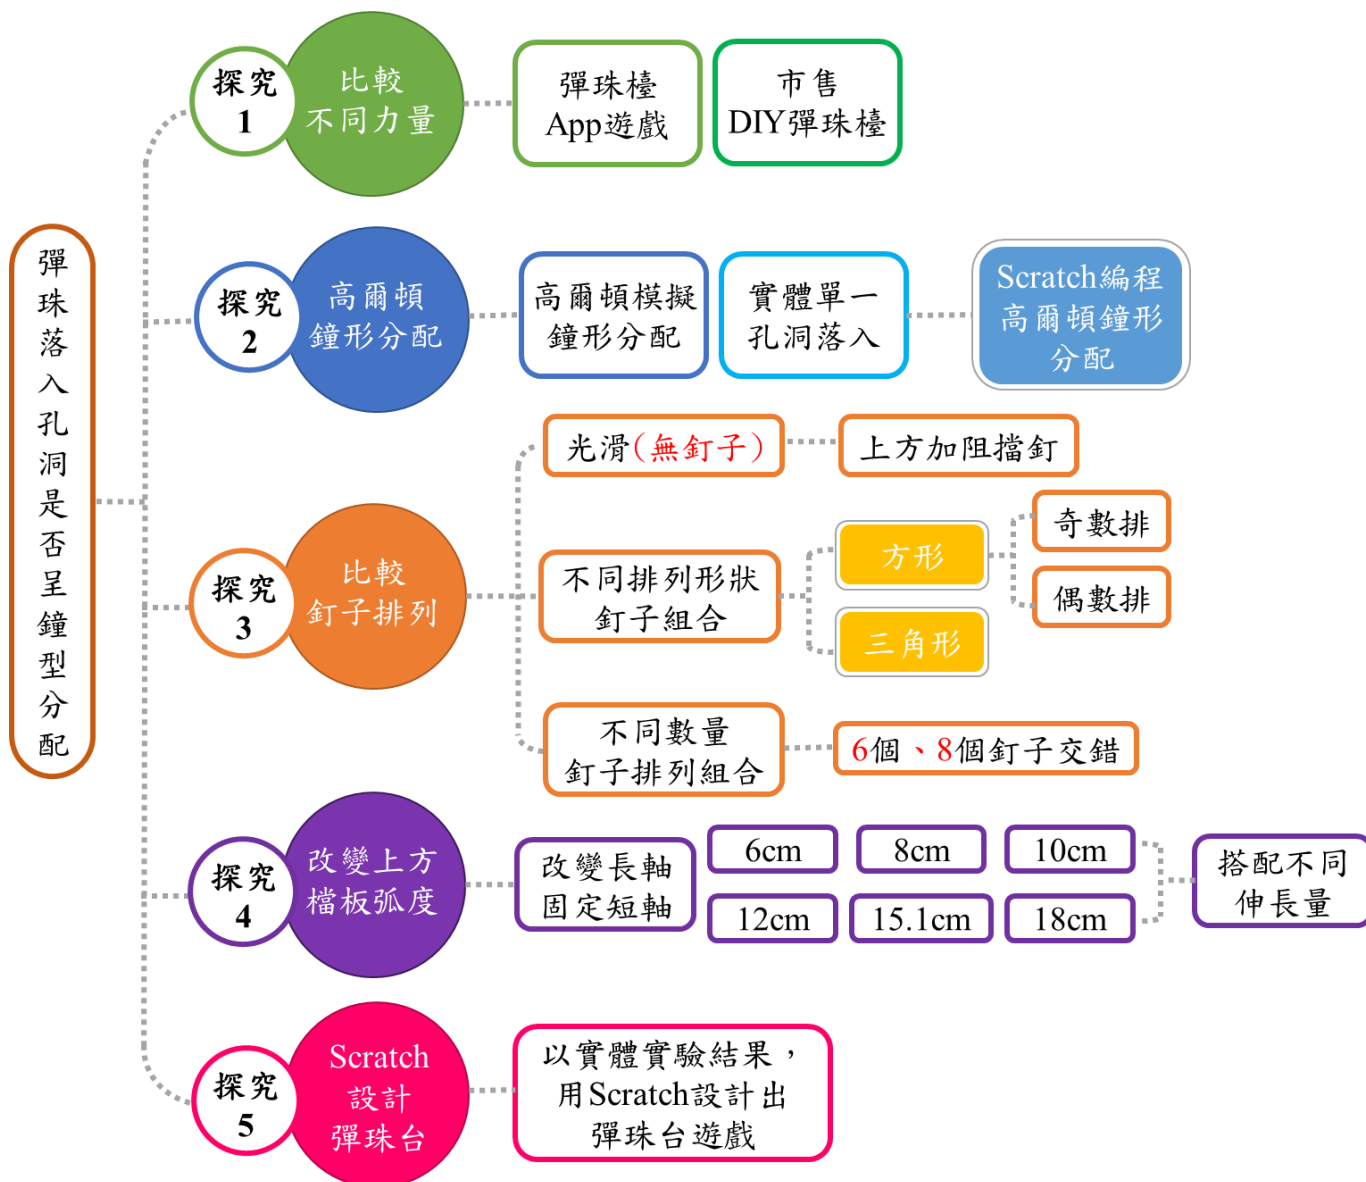 彈珠落入孔洞是否呈鐘型分配
探究
1
比較
不同力量
彈珠檯
App遊戲
市售
DIY彈珠檯
探究
2
高爾頓
鐘形分配
高爾頓模擬
鐘形分配
實體單一
孔洞落入
Scratch編程
高爾頓鐘形
分配
探究
3
比較
釘子排列
光滑(無釘子)
上方加阻擋釘
不同排列形狀
釘子組合
方形
奇數排
偶數排
三角形
不同數量
釘子排列組合
6個、8個釘子交錯
探究
4
改變上方
檔板弧度
改變長軸
固定短軸
6cm
8cm
10cm
12cm
15.1cm
18cm
搭配不同
伸長量
探究
5
Scratch
設計
彈珠台
以實體實驗結果，
用Scratch設計出
彈珠台遊戲